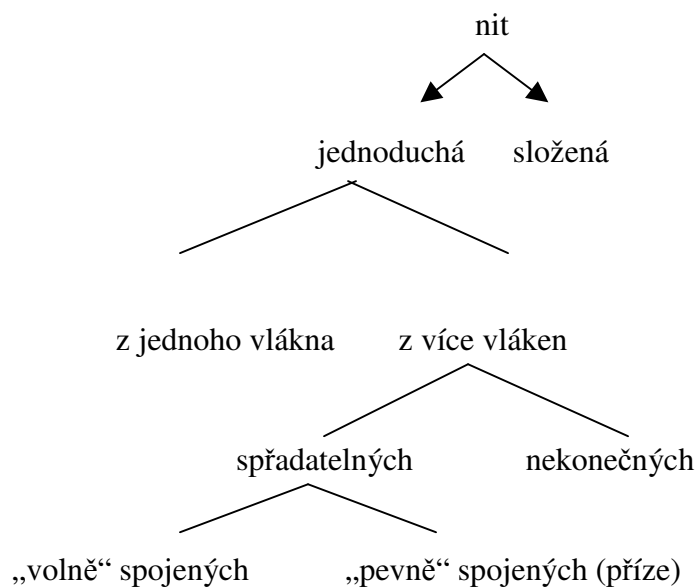 nit
jednoduchá složená
z jednoho vlákna z více vláken
spřadatelných nekonečných
„volně“ spojených „pevně“ spojených (příze)